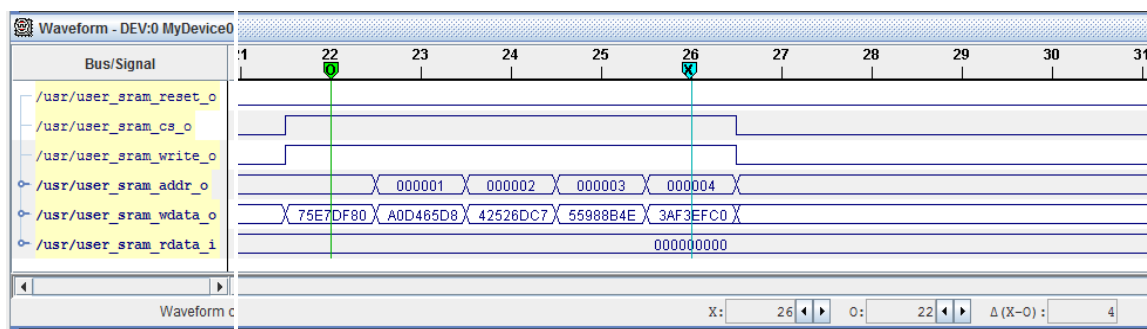 Waveform - DEV:0 MyDevice0
Bus/Signal 22 23 24 25 26 27 28 29 30 31
O X
/usr/user_sram_reset_o
/usr/user_sram_cs_o
/usr/user_sram_write_o
/usr/user_sram_addr_o 000001 000002 000003 000004
/usr/user_sram_wdata_o 75E7DF80 A0D465D8 42526DC7 55988B4E 3AF3EFC0
/usr/user_sram_rdata_i 000000000
Waveform X: 26 O: 22 Δ(X-O): 4